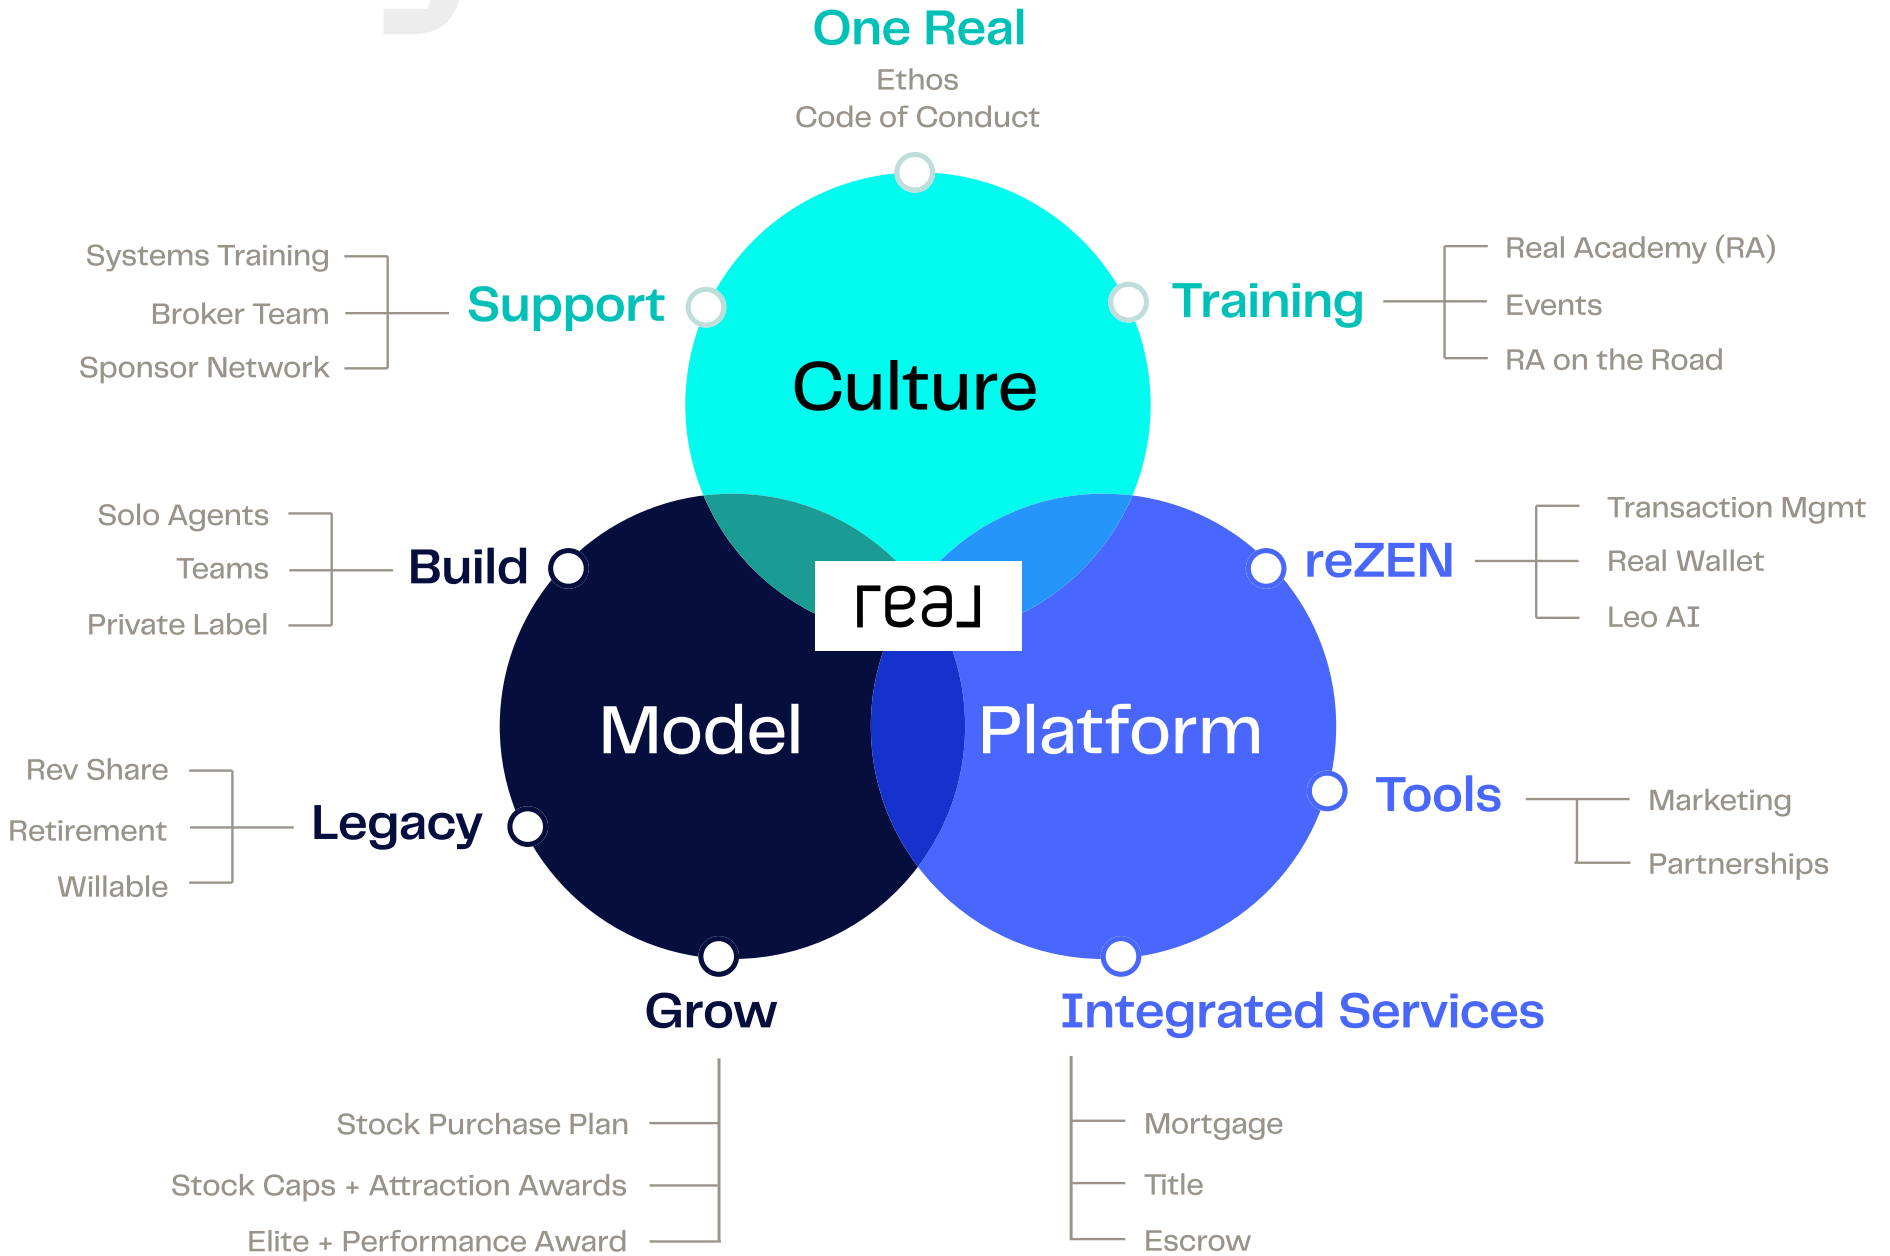 One Real
Ethos
Code of Conduct
Support
Systems Training
Broker Team
Sponsor Network
Training
Real Academy (RA)
Events
RA on the Road
Culture
Build
Solo Agents
Teams
Private Label
reZEN
Transaction Mgmt
Real Wallet
Leo AI
real
Model
Platform
Legacy
Rev Share
Retirement
Willable
Tools
Marketing
Partnerships
Grow
Stock Purchase Plan
Stock Caps + Attraction Awards
Elite + Performance Award
Integrated Services
Mortgage
Title
Escrow